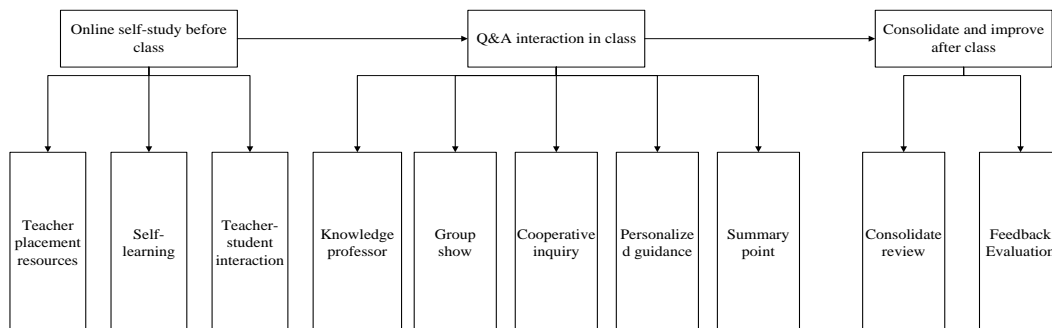 Online self-study before
class
Q&A interaction in class
Consolidate and improve
after class
Teacher
placement
resources
Self-
learning
Teacher-
student
interaction
Knowledge
professor
Group
show
Cooperative
inquiry
Personalize
d guidance
Summary
point
Consolidate
review
Feedback
Evaluation